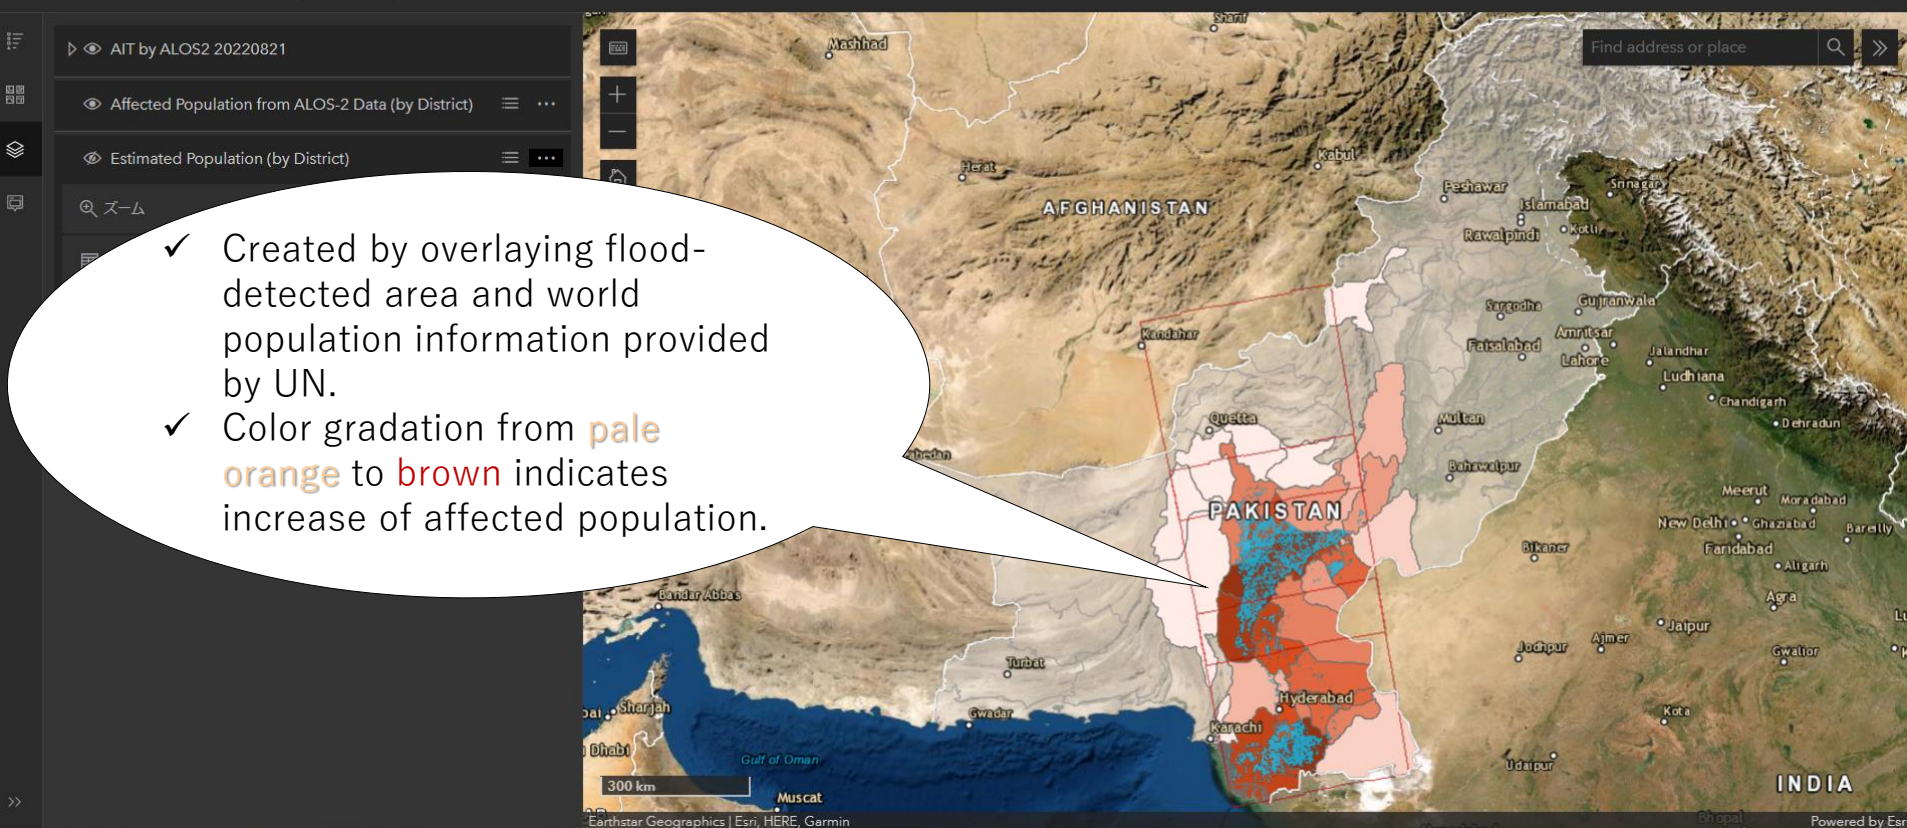 AIT by ALOS2 20220821
Affected Population from ALOS-2 Data (by District)
Estimated Population (by District)
ズーム
✓ Created by overlaying flood-
detected area and world
population information provided
by UN.
✓ Color gradation from pale
orange to brown indicates
increase of affected population.
Find address or place
Sharif
Mashhad
Herat
Kabul
AFGHANISTAN
Peshawar
Srinagar
Islamabad
Rawalpindi
Kotli
Kandahar
Sargodha
Gujranwala
Amritsar
Faisalabad
Lahore
Jalandhar
Ludhiana
Chandigarh
Dehradun
Quetta
Multan
Bahawalpur
PAKISTAN
Meerut
Moradabad
New Delhi
Ghaziabad
Bareilly
Faridabad
Bikaner
Aligarh
Agra
Bandar Abbas
Jaipur
Jodhpur
Ajmer
Gwalior
Turbat
Hyderabad
Sharjah
Gwadar
Karachi
Kota
Dhabi
Gulf of Oman
Udaipur
300 km
Muscat
INDIA
Bhopal
Earthstar Geographics | Esri, HERE, Garmin
Powered by Esri